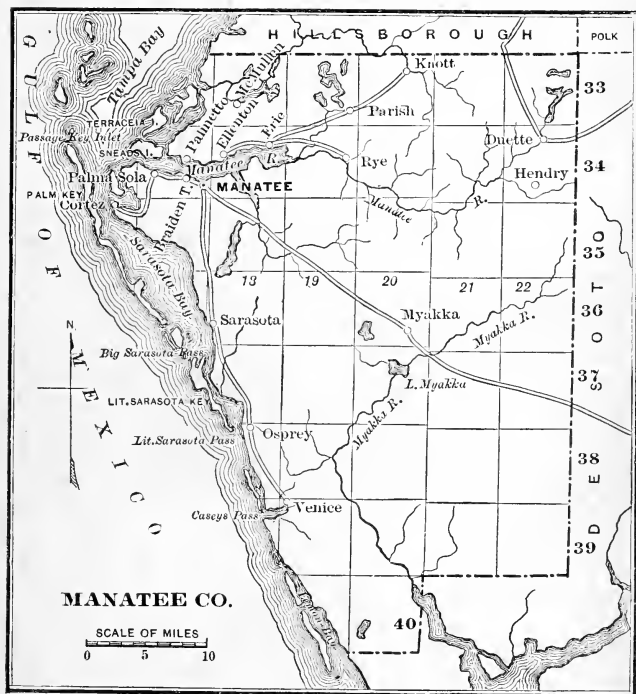 HILLSBOROUGH
POLK
GULF OF MEXICO
Tampa Bay
Knott
33
McMullen
Palmetto
Ellenton
Erie
Parish
TERRACEIA I.
Passage Key Inlet
SNEADS I.
Duette
Manatee R.
Rye
34
Hendry
Palma Sola
MANATEE
Manatee R.
PALM KEY
Cortez
Braiden T.
35
Sarasota Bay
13
19
20
21
22
36
Sarasota
Myakka
Myakka R.
Big Sarasota Pass
DE SOTO
37
L. Myakka
LIT. SARASOTA KEY
Myakka R.
N.
Osprey
Lit. Sarasota Pass
38
Venice
Caseys Pass
39
MANATEE CO.
40
SCALE OF MILES
0 5 10